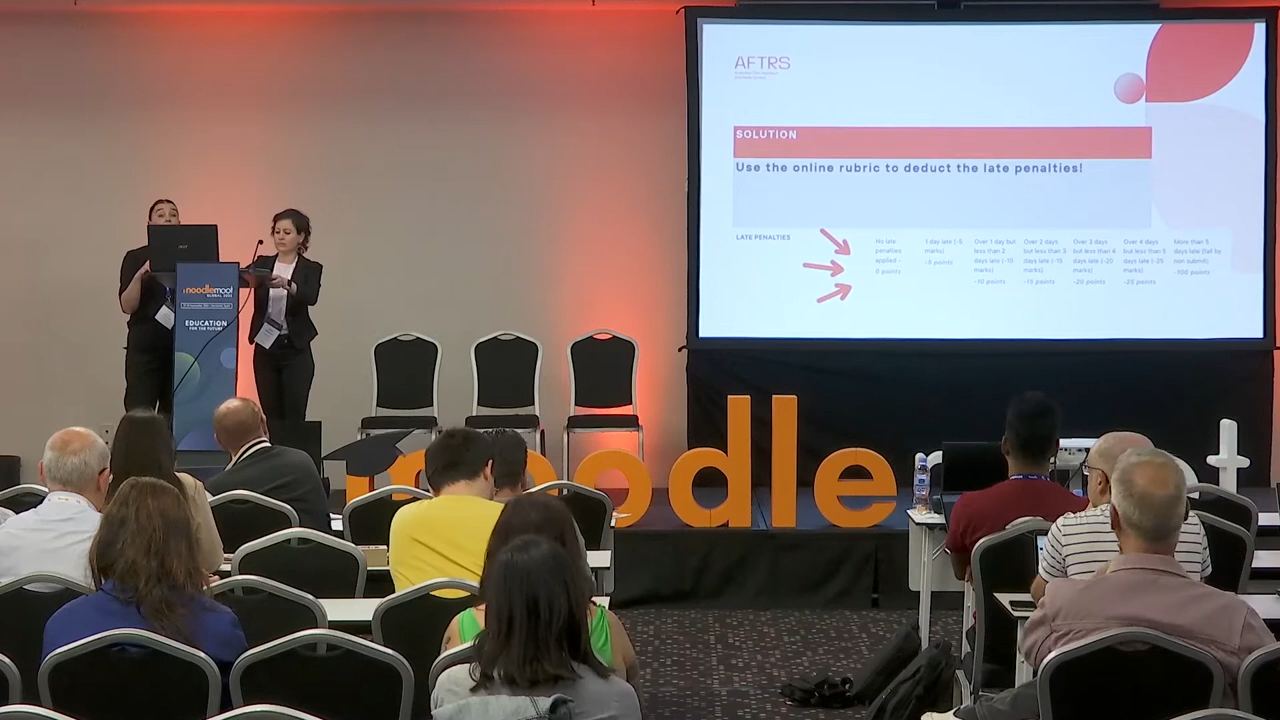 AFTRS
SOLUTION
Use the online rubric to deduct the late penalties!
LATE PENALTIES
No late
penalties
applied -
0 points
1 day late (-5
marks)
-5 points
Over 1 day but
less than 2
days late (-10
marks)
-10 points
Over 2 days
but less than 3
days late (-15
marks)
-15 points
Over 3 days
but less than 4
days late (-20
marks)
-20 points
Over 4 days
but less than 5
days late (-25
marks)
-25 points
More than 5
days late (fail by
non submit)
-100 points
acer
moodlemoot
GLOBAL 2023
EDUCATION
FOR THE FUTURE
moodle
t